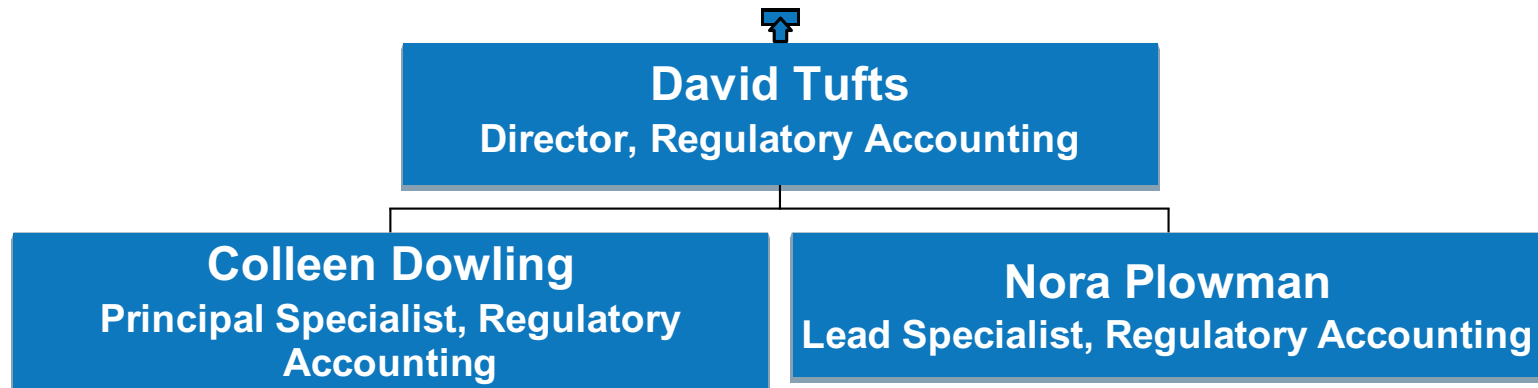 David Tufts
Director, Regulatory Accounting
Colleen Dowling
Principal Specialist, Regulatory
Accounting
Nora Plowman
Lead Specialist, Regulatory Accounting